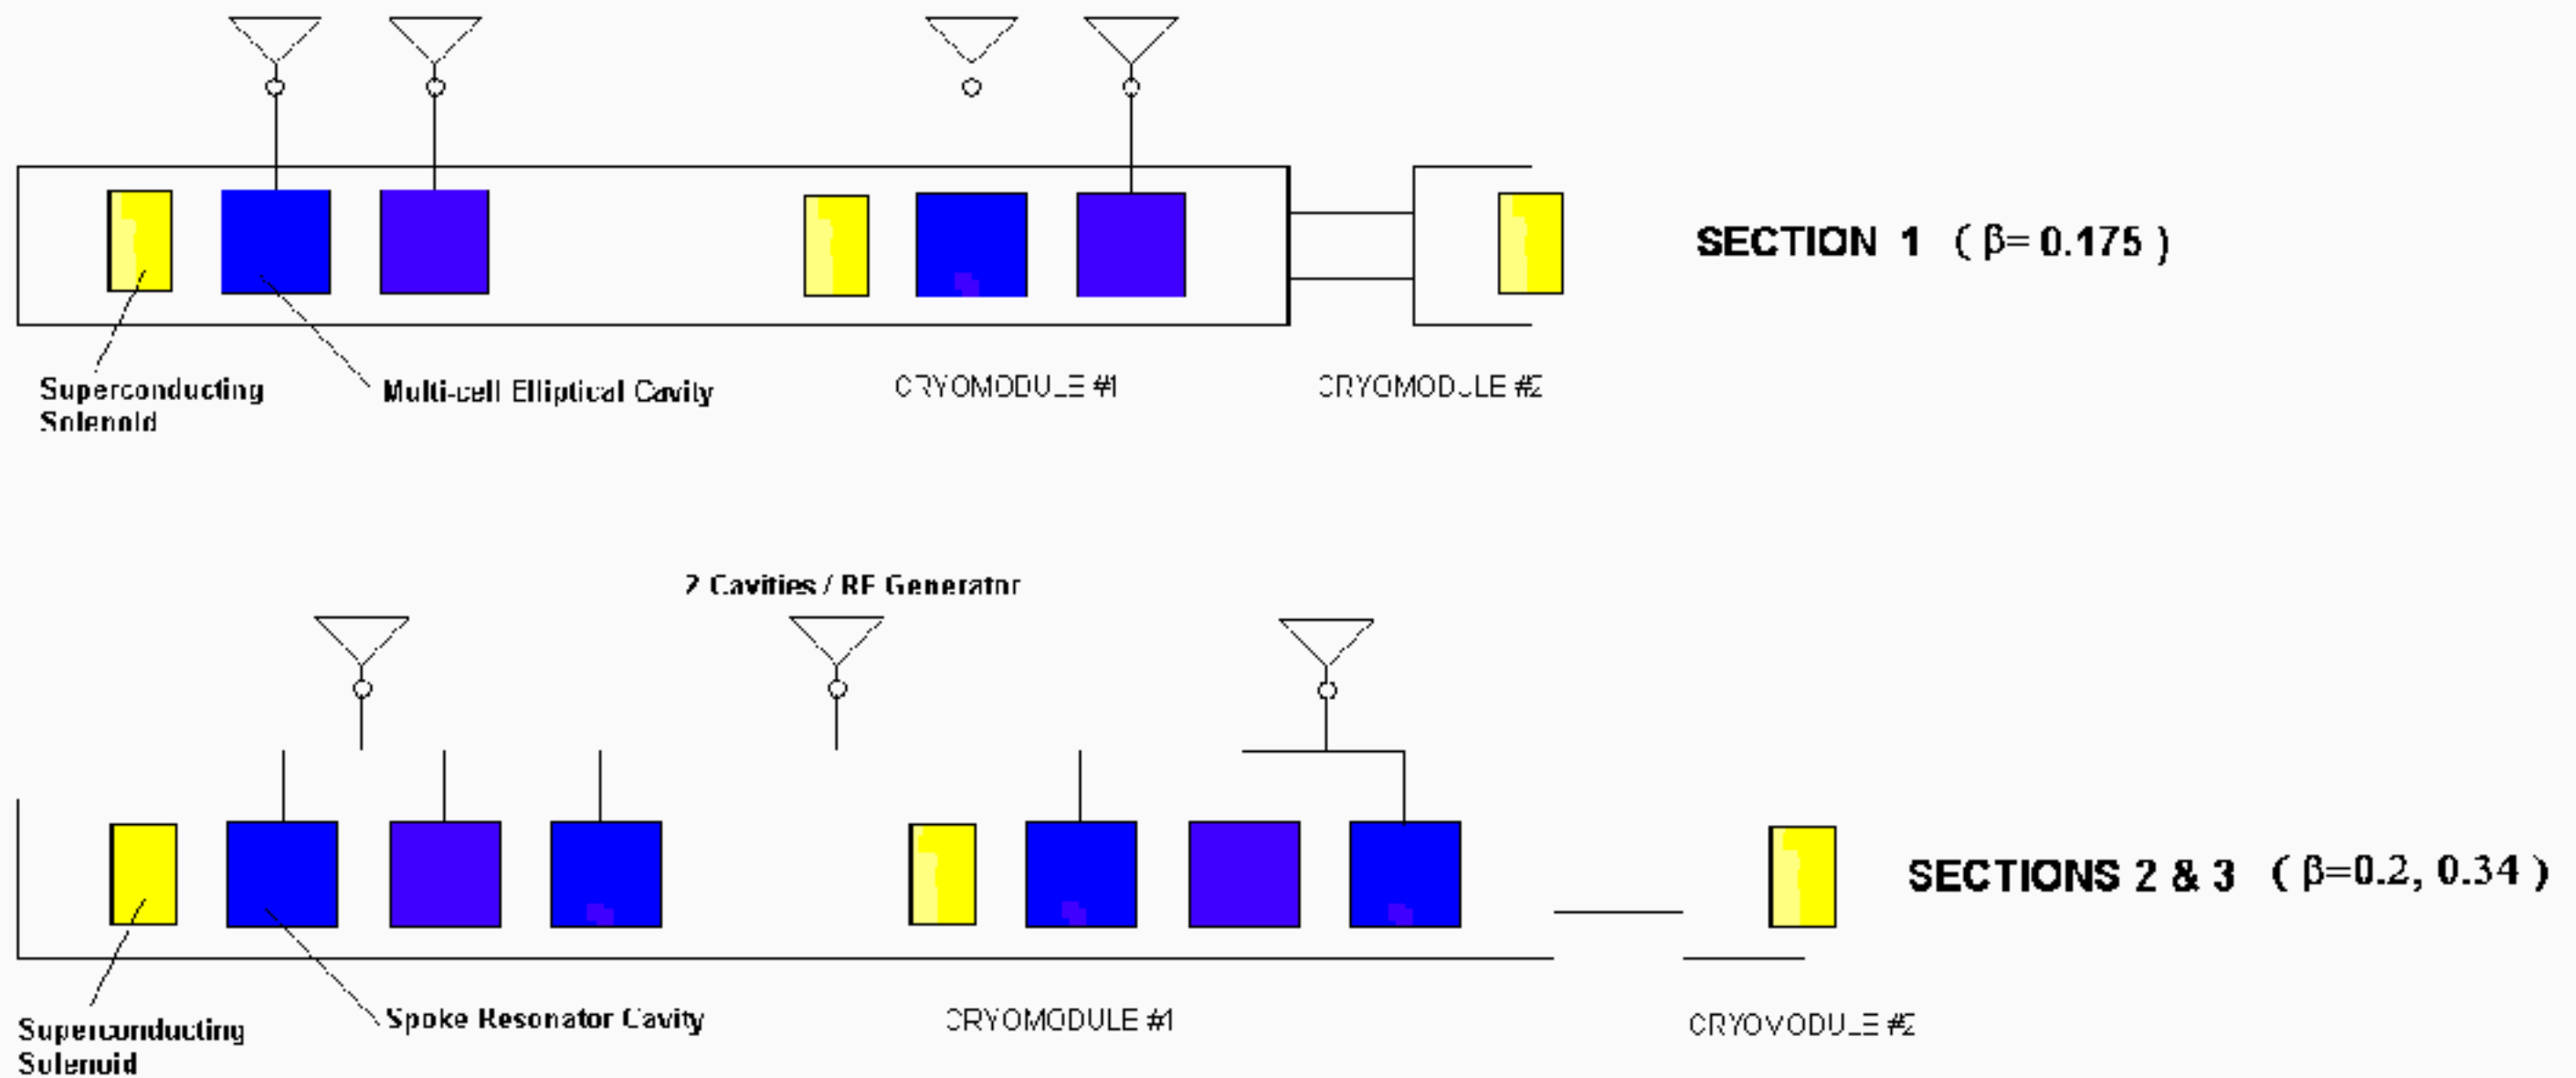 SECTION 1 ( β= 0.175 )
Superconducting
Solenoid
Multi-cell Elliptical Cavity
CRYOMODULE #1
CRYOMODULE #2
2 Cavities / RF Generator
SECTIONS 2 & 3 ( β=0.2, 0.34 )
Superconducting
Solenoid
Spoke Resonator Cavity
CRYOMODULE #1
CRYOMODULE #2